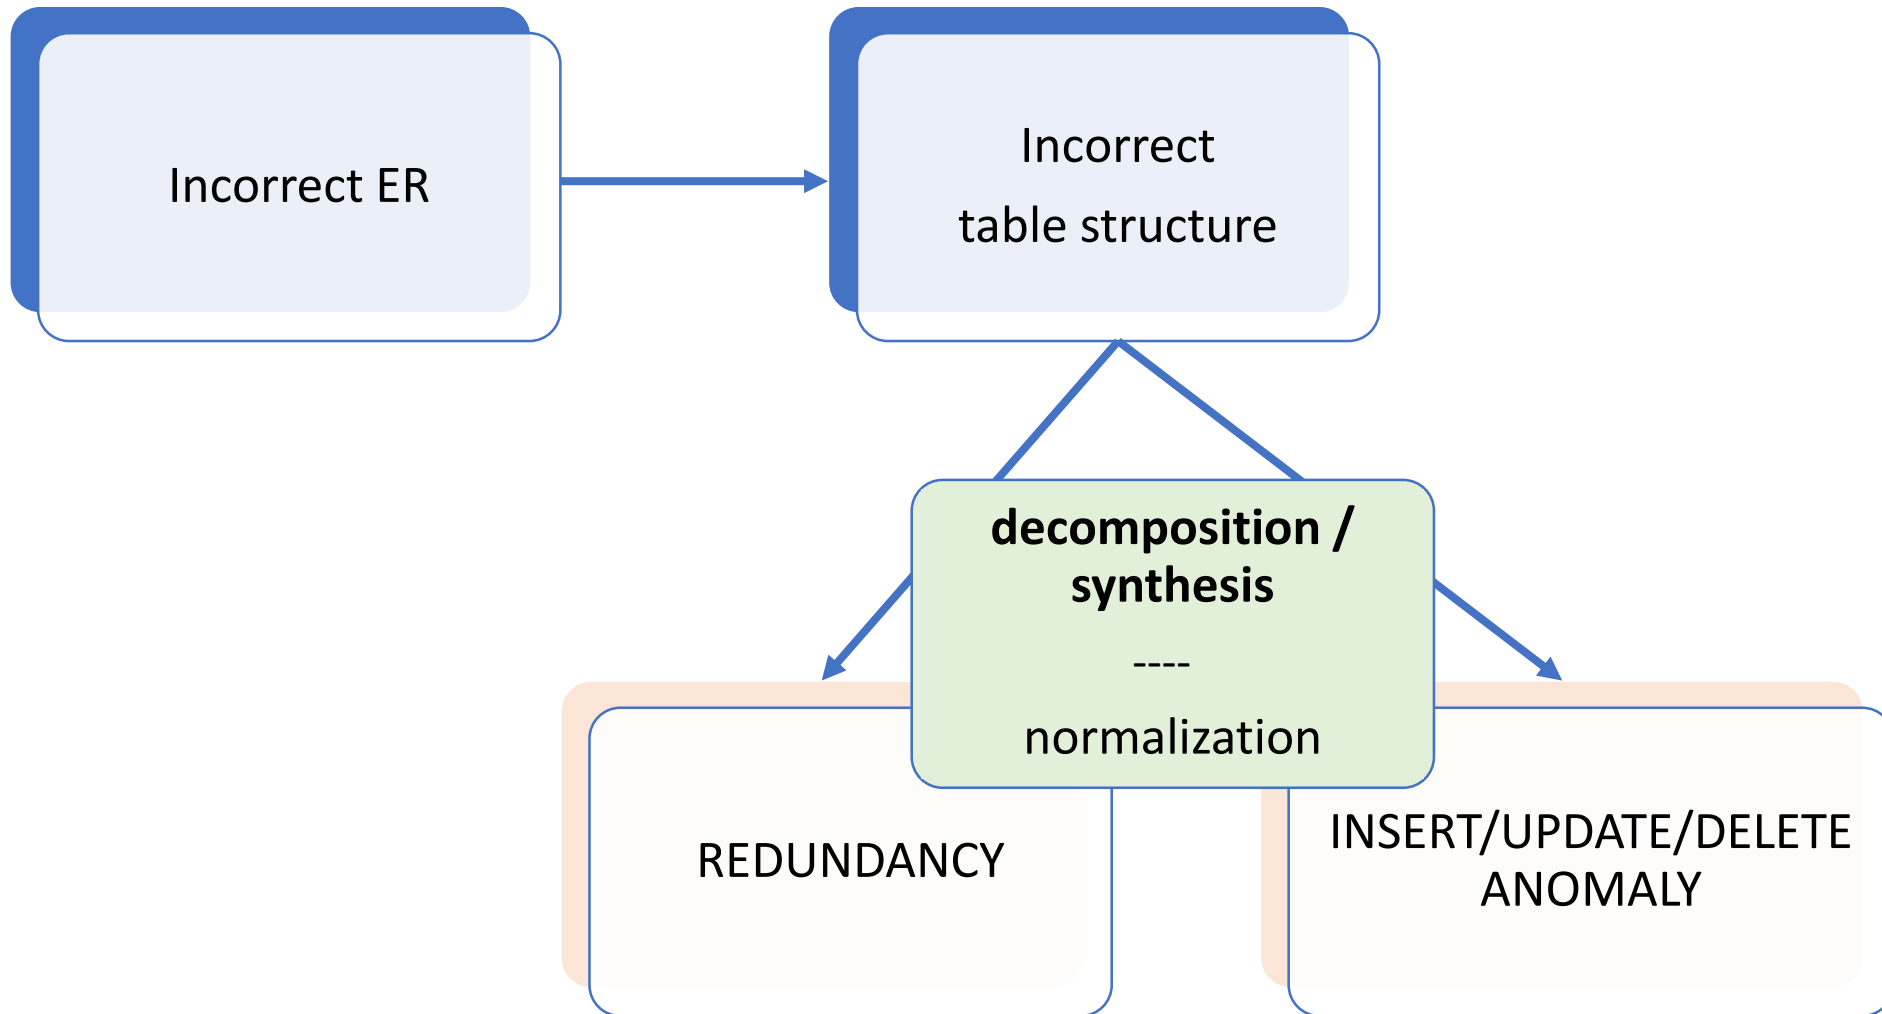 Incorrect ER
Incorrect
table structure
decomposition /
synthesis
----
normalization
REDUNDANCY
INSERT/UPDATE/DELETE
ANOMALY